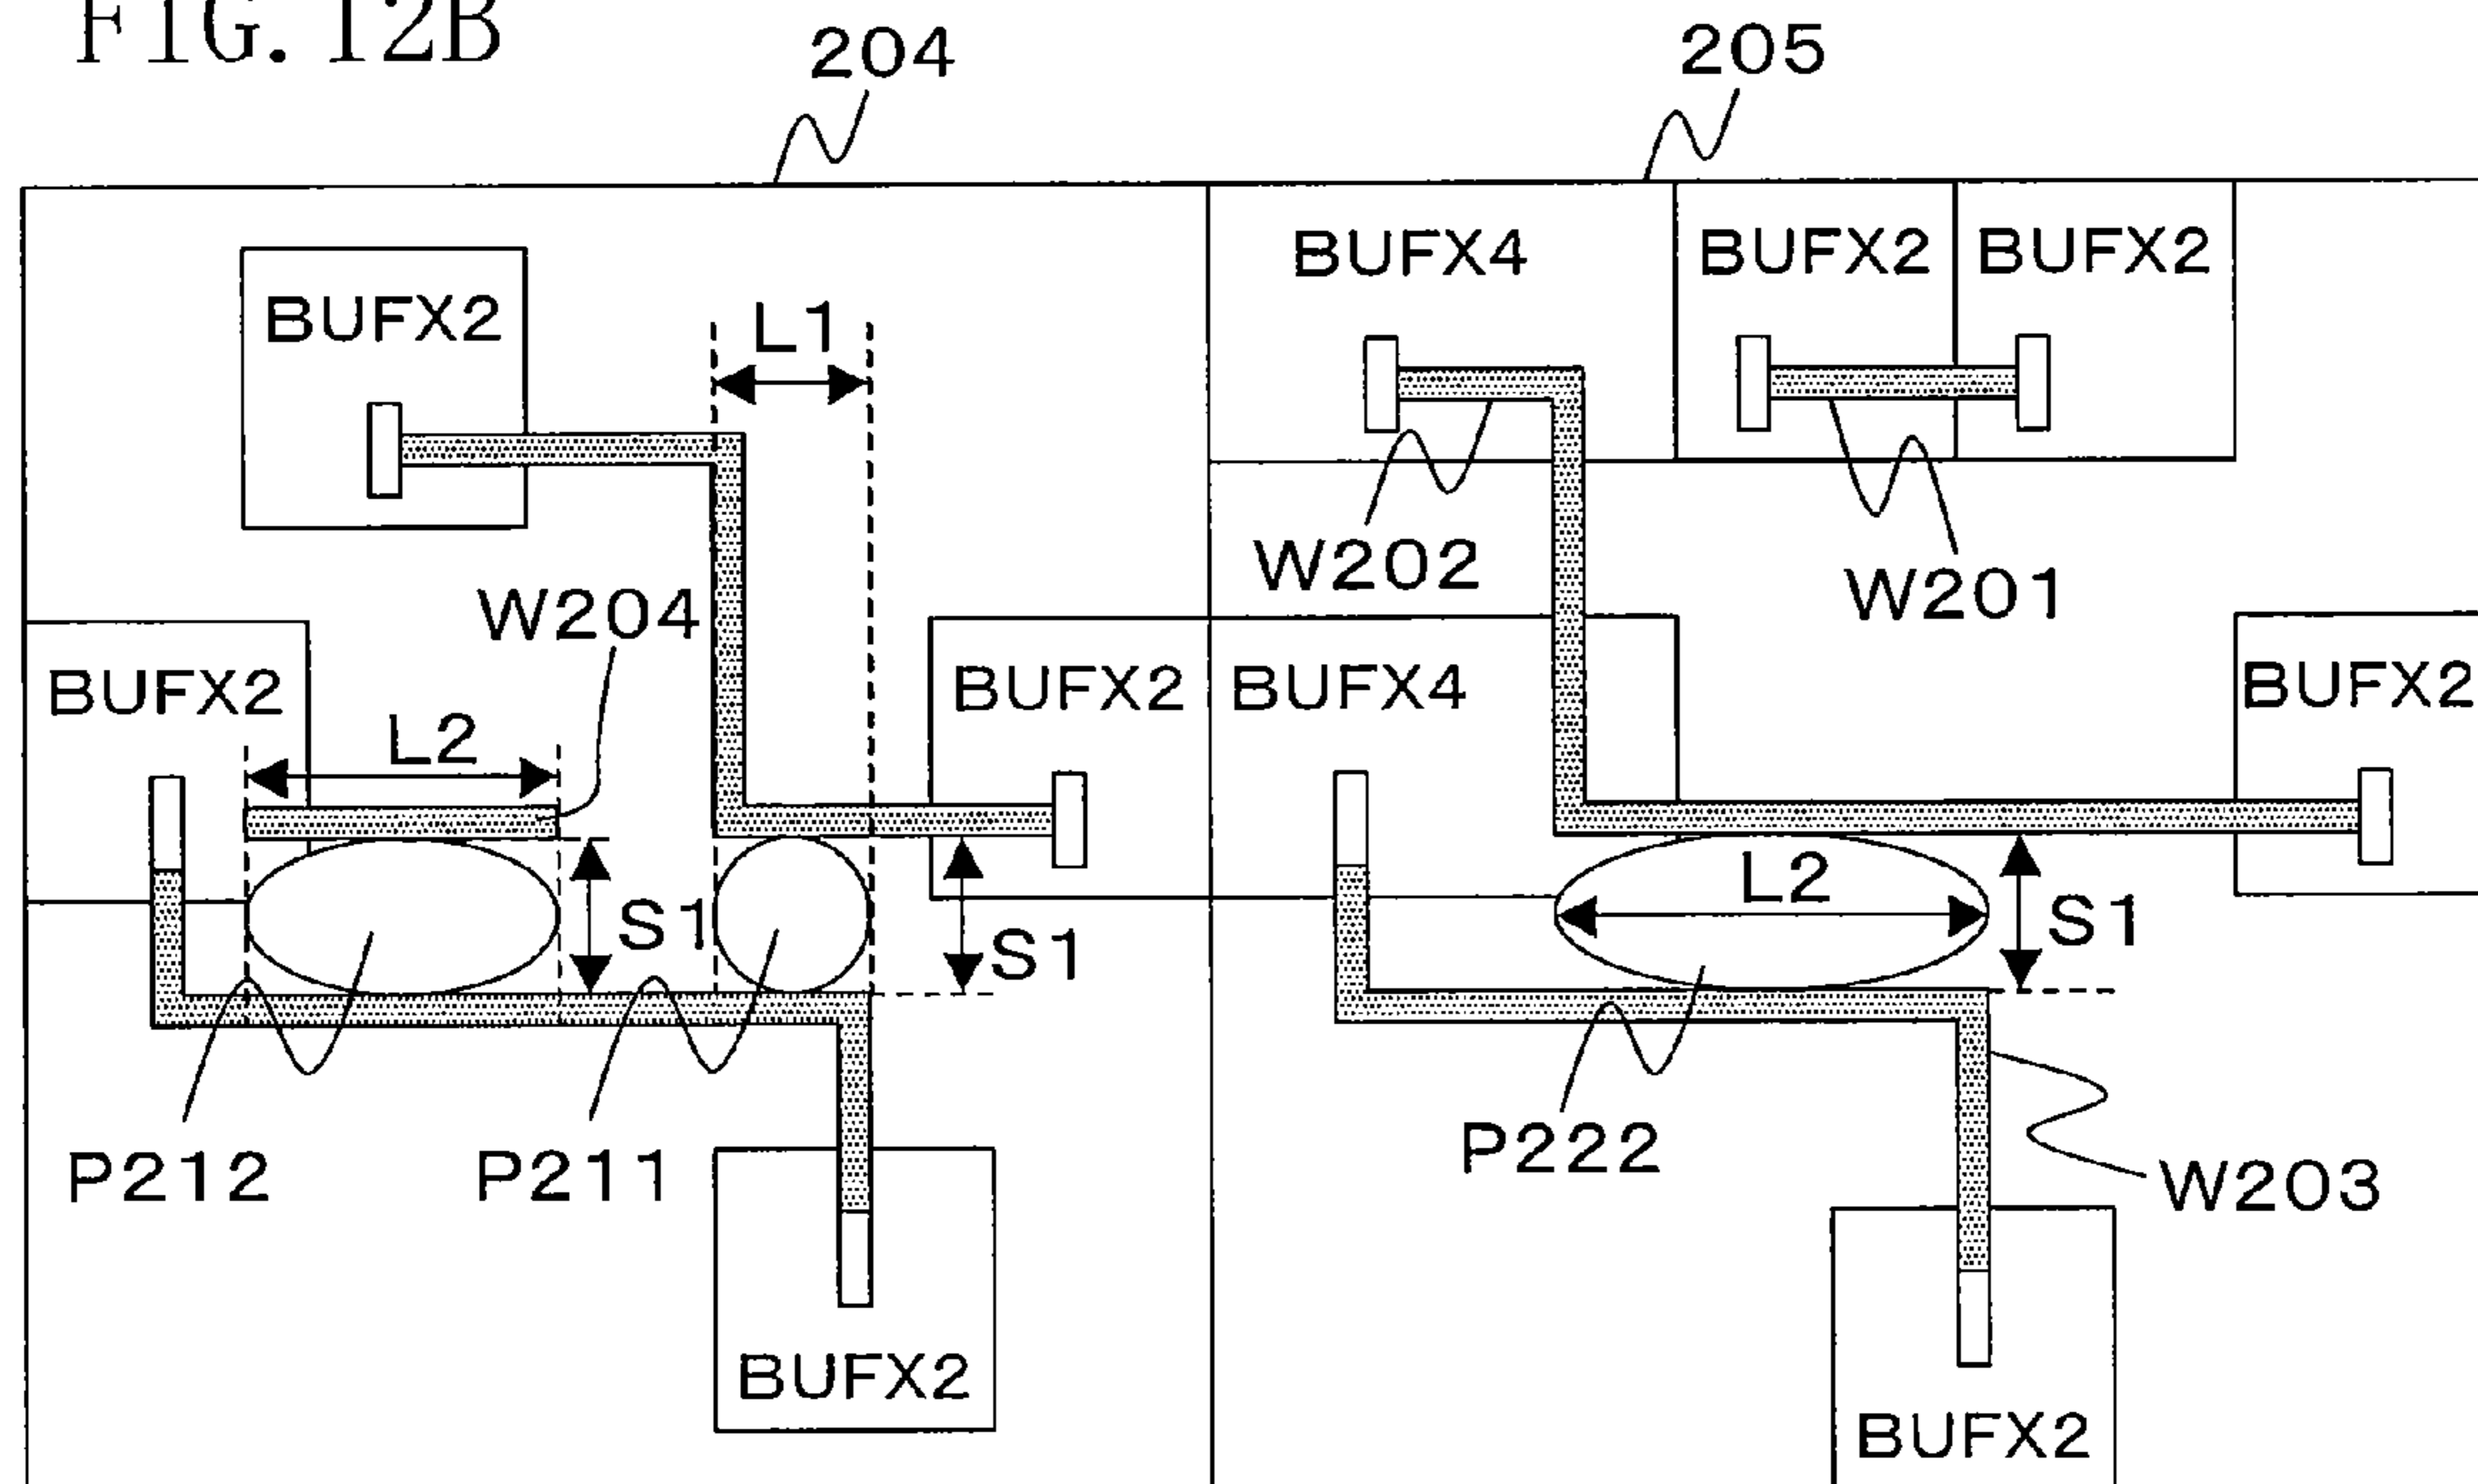 FIG. 12B
204
205
BUFX4
BUFX2
BUFX2
BUFX2
L1
W202
W201
W204
BUFX2
BUFX2
BUFX4
BUFX2
L2
L2
S1
S1
S1
P212
P211
P222
W203
BUFX2
BUFX2